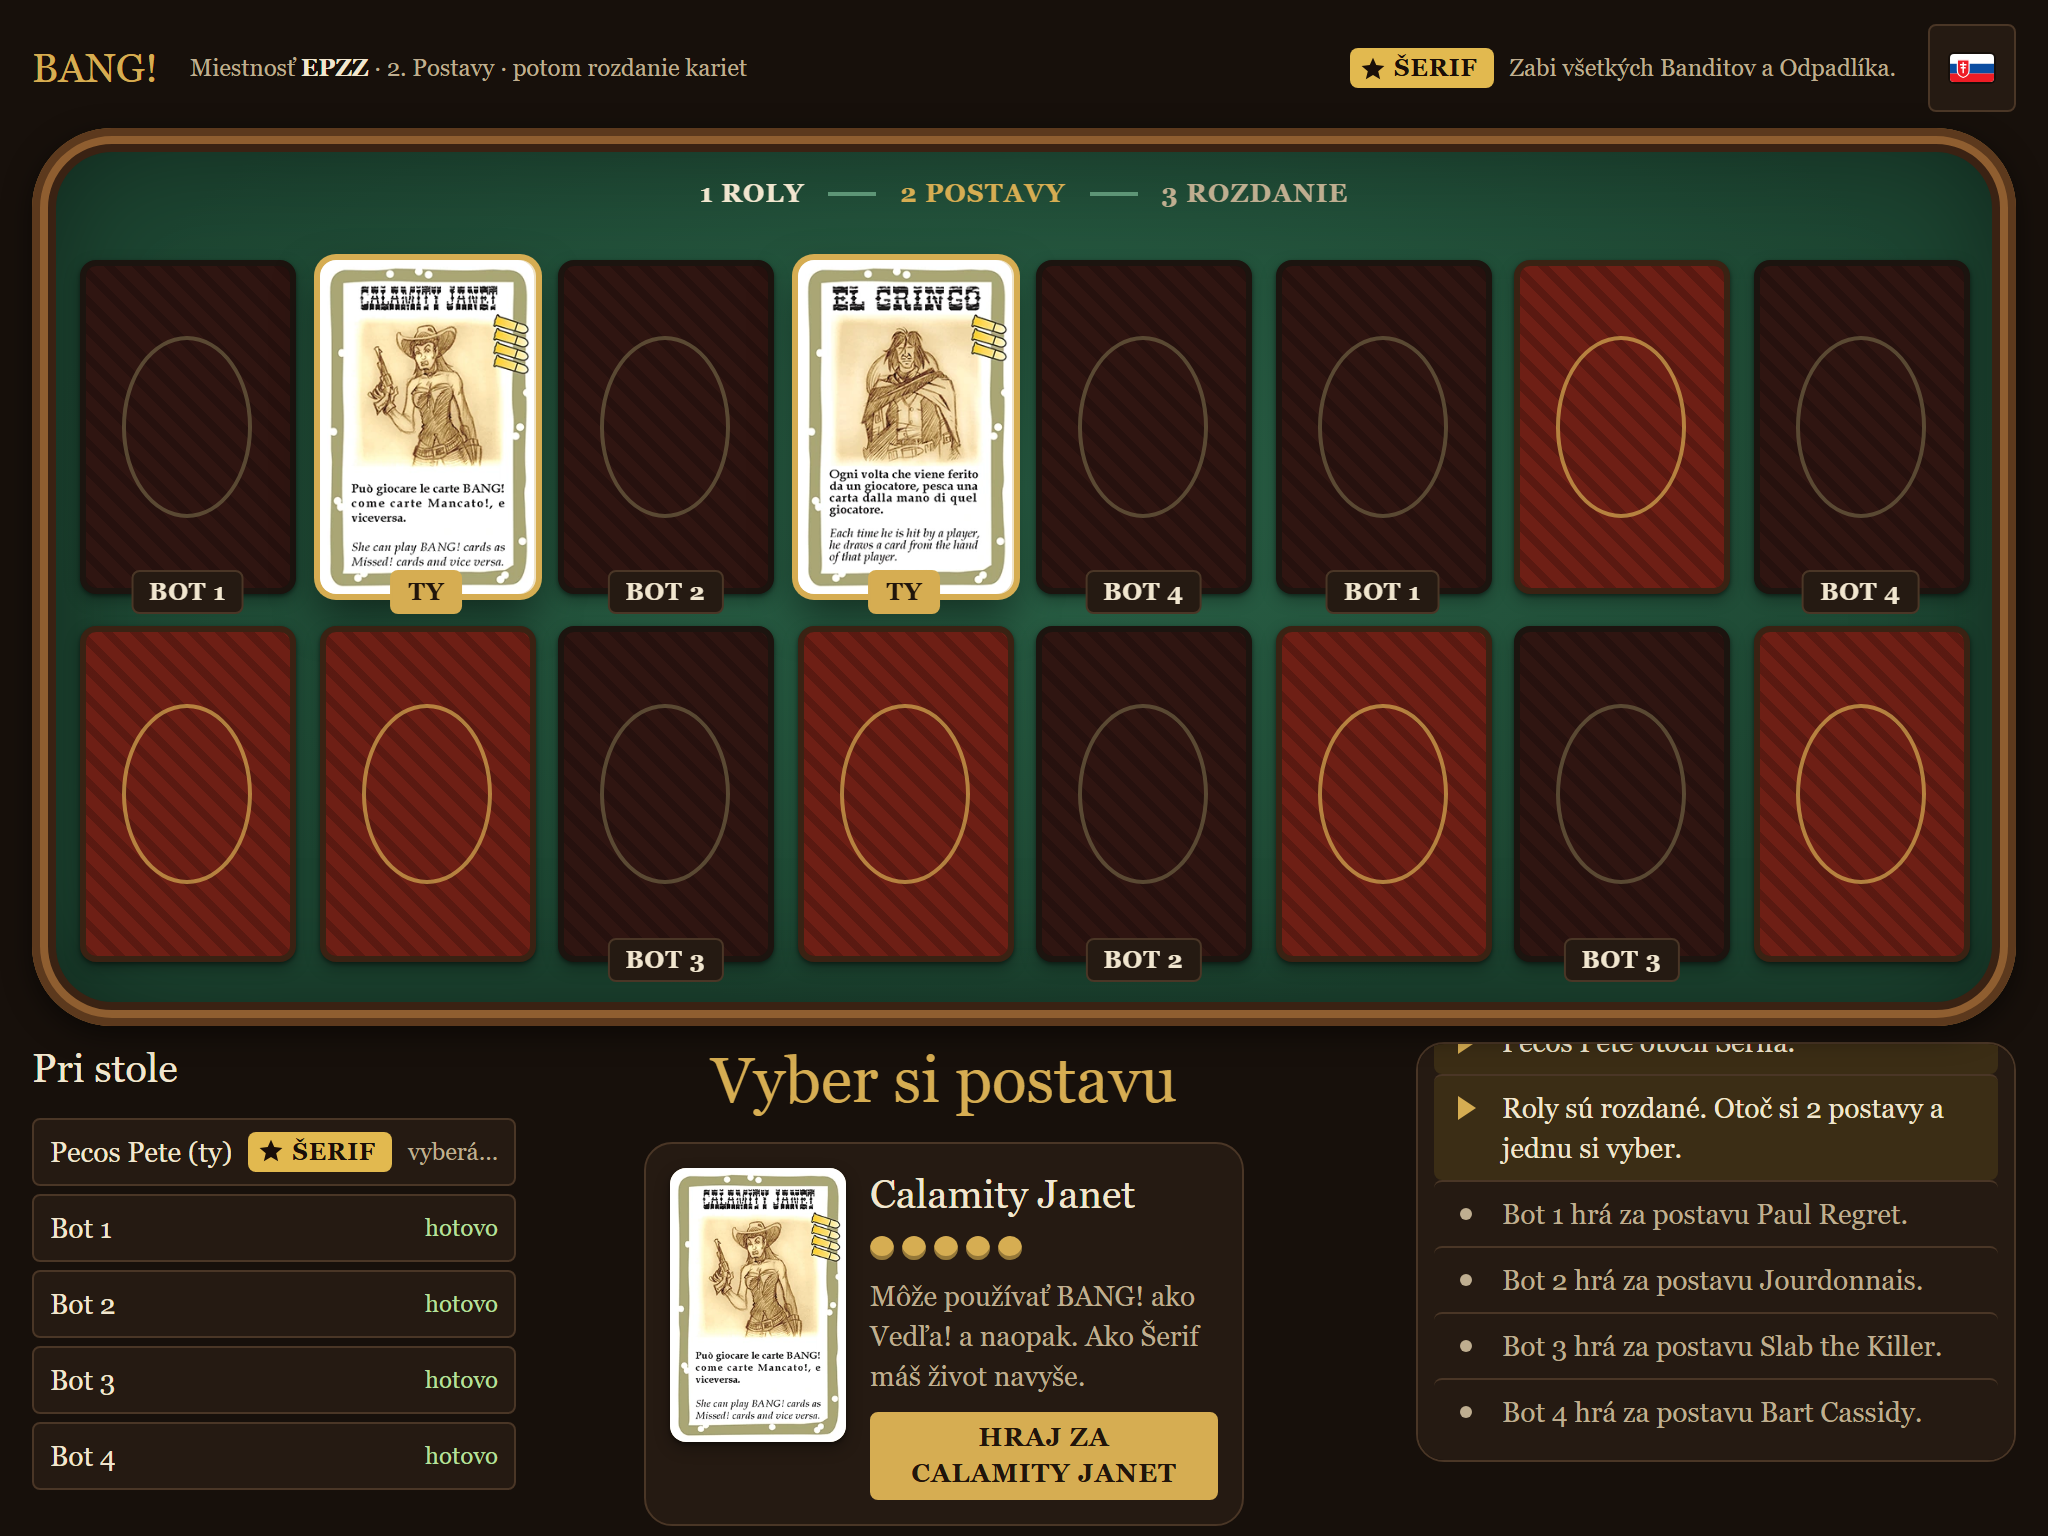 BANG!
Miestnosť EPZZ · 2. Postavy · potom rozdanie kariet
ŠERIF
Zabi všetkých Banditov a Odpadlíka.
1 ROLY
2 POSTAVY
3 ROZDANIE
CALAMITY JANET
Può giocare le carte BANG!
come carte Mancato!, e
viceversa.
She can play BANG! cards as
Missed! cards and vice versa.
EL GRINGO
Ogni volta che viene ferito
da un giocatore, pesca una
carta dalla mano di quel
giocatore.
Each time he is hit by a player,
he draws a card from the hand
of that player.
BOT 1
TY
BOT 2
TY
BOT 4
BOT 1
BOT 4
BOT 3
BOT 2
BOT 3
Pri stole
Pecos Pete (ty)
ŠERIF
vyberá...
Bot 1
hotovo
Bot 2
hotovo
Bot 3
hotovo
Bot 4
hotovo
Vyber si postavu
CALAMITY JANET
Può giocare le carte BANG!
come carte Mancato!, e
viceversa.
She can play BANG! cards as
Missed! cards and vice versa.
Calamity Janet
Môže používať BANG! ako
Vedľa! a naopak. Ako Šerif
máš život navyše.
HRAJ ZA
CALAMITY JANET
Pecos Pete otočil Šerifa.
Roly sú rozdané. Otoč si 2 postavy a
jednu si vyber.
Bot 1 hrá za postavu Paul Regret.
Bot 2 hrá za postavu Jourdonnais.
Bot 3 hrá za postavu Slab the Killer.
Bot 4 hrá za postavu Bart Cassidy.